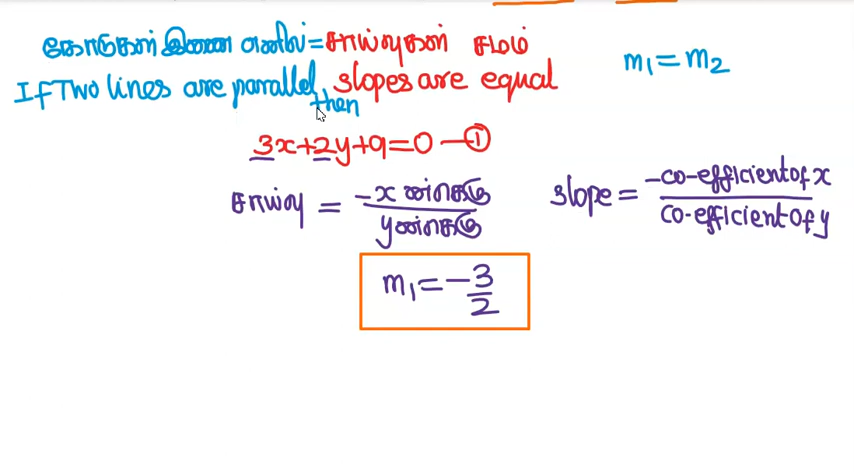 கோடுகள் இணை எனில் = சாய்வுகள் சமம்
m₁ = m₂
If Two lines are parallel, then slopes are equal
3x+2y+9=0 —①
சாய்வு = -x ன் கெழு / y ன் கெழு
slope = -co-efficient of x / co-efficient of y
m₁ = -3/2